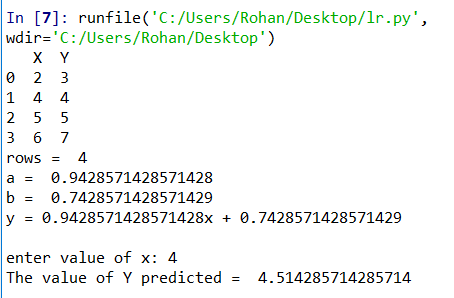 In [7]: runfile('C:/Users/Rohan/Desktop/lr.py',
wdir='C:/Users/Rohan/Desktop')
X Y
0 2 3
1 4 4
2 5 5
3 6 7
rows = 4
a = 0.9428571428571428
b = 0.7428571428571429
y = 0.9428571428571428x + 0.7428571428571429
enter value of x: 4
The value of Y predicted = 4.514285714285714